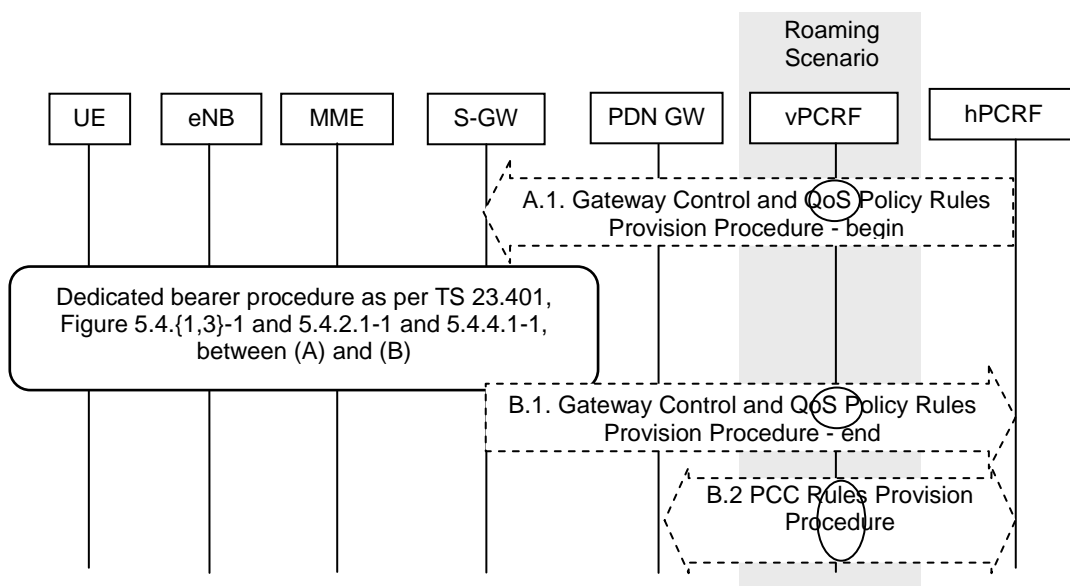 Roaming
Scenario
UE
eNB
MME
S-GW
PDN GW
vPCRF
hPCRF
A.1. Gateway Control and QoS Policy Rules
Provision Procedure - begin
Dedicated bearer procedure as per TS 23.401,
Figure 5.4.{1,3}-1 and 5.4.2.1-1 and 5.4.4.1-1,
between (A) and (B)
B.1. Gateway Control and QoS Policy Rules
Provision Procedure - end
B.2 PCC Rules Provision
Procedure